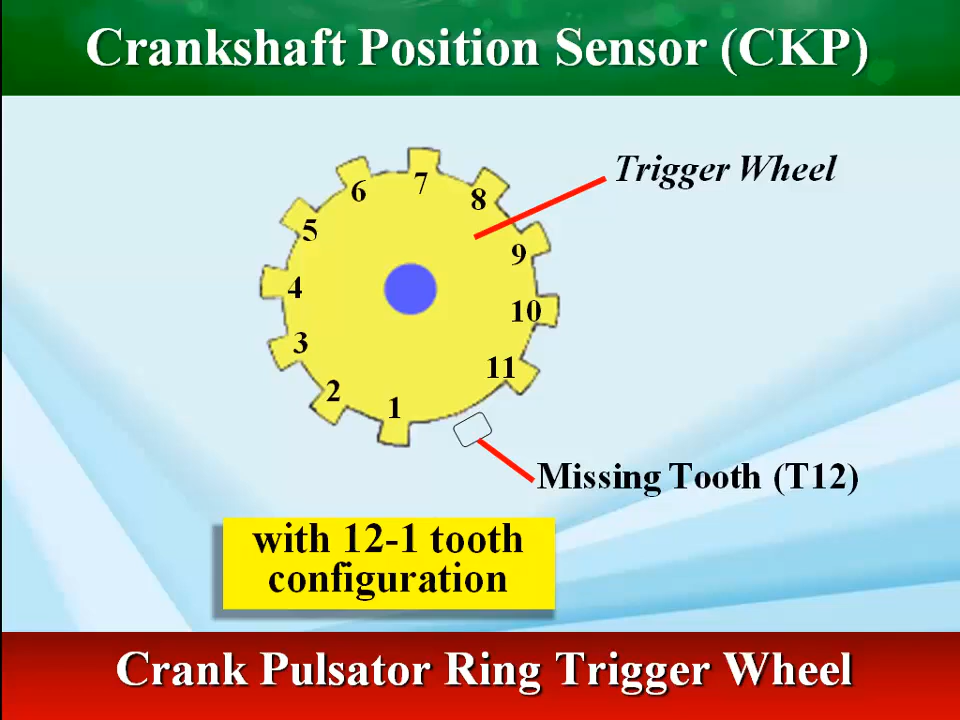 Crankshaft Position Sensor (CKP)
Trigger Wheel
7
6
8
5
9
4
10
3
11
2
1
Missing Tooth (T12)
with 12-1 tooth
configuration
Crank Pulsator Ring Trigger Wheel